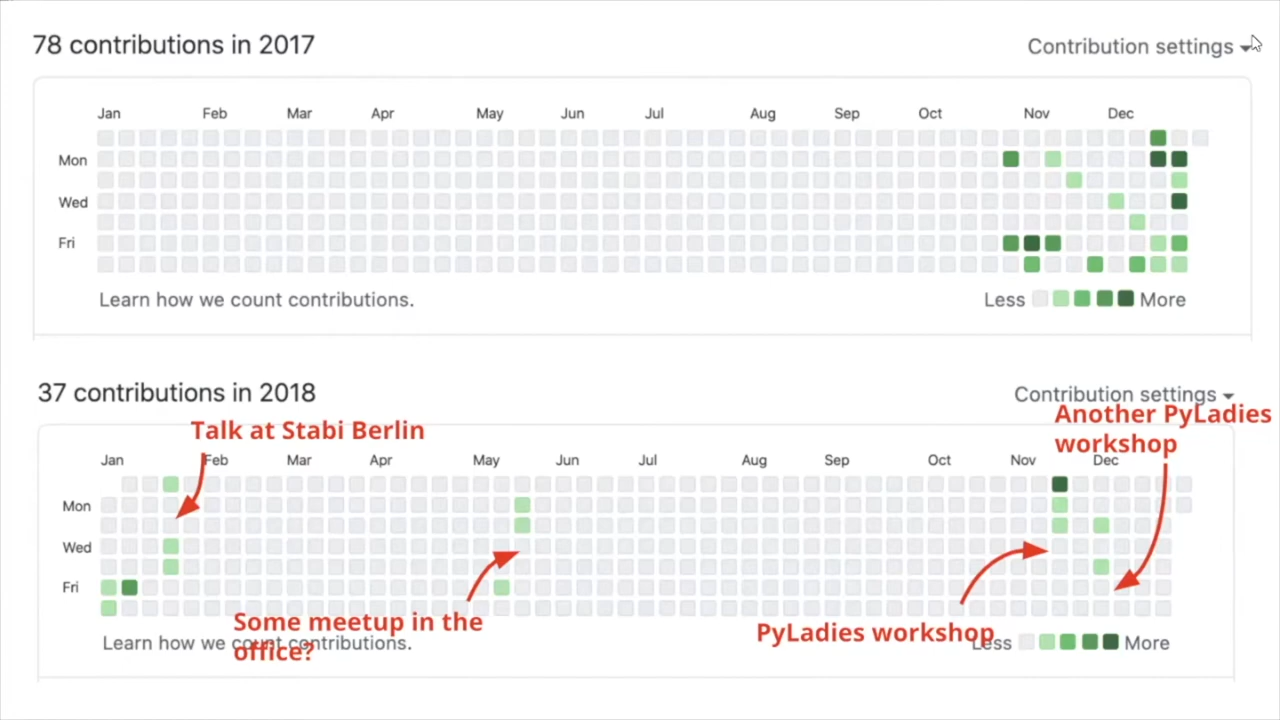 78 contributions in 2017
Contribution settings
Jan Feb Mar Apr May Jun Jul Aug Sep Oct Nov Dec
Mon
Wed
Fri
Learn how we count contributions.
Less More
37 contributions in 2018
Contribution settings
Another PyLadies
workshop
Talk at Stabi Berlin
Jan Feb Mar Apr May Jun Jul Aug Sep Oct Nov Dec
Mon
Wed
Fri
Some meetup in the
office?
PyLadies workshop
Learn how we count contributions.
Less More